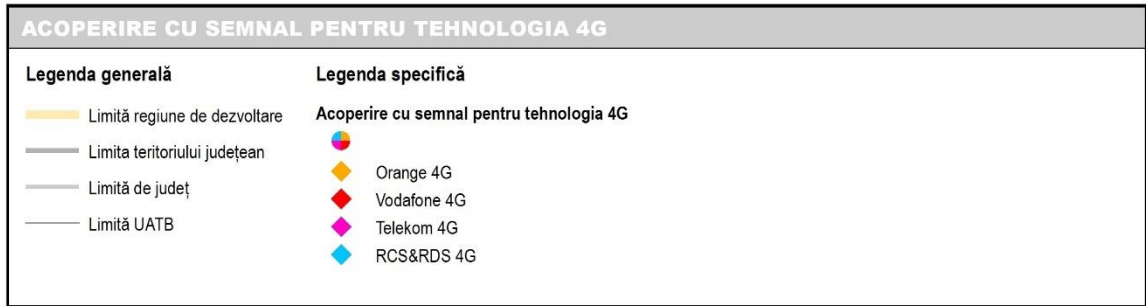 ACOPERIRE CU SEMNAL PENTRU TEHNOLOGIA 4G
Legenda generală
Limită regiune de dezvoltare
Limita teritoriului județean
Limită de județ
Limită UATB
Legenda specifică
Acoperire cu semnal pentru tehnologia 4G
Orange 4G
Vodafone 4G
Telekom 4G
RCS&RDS 4G